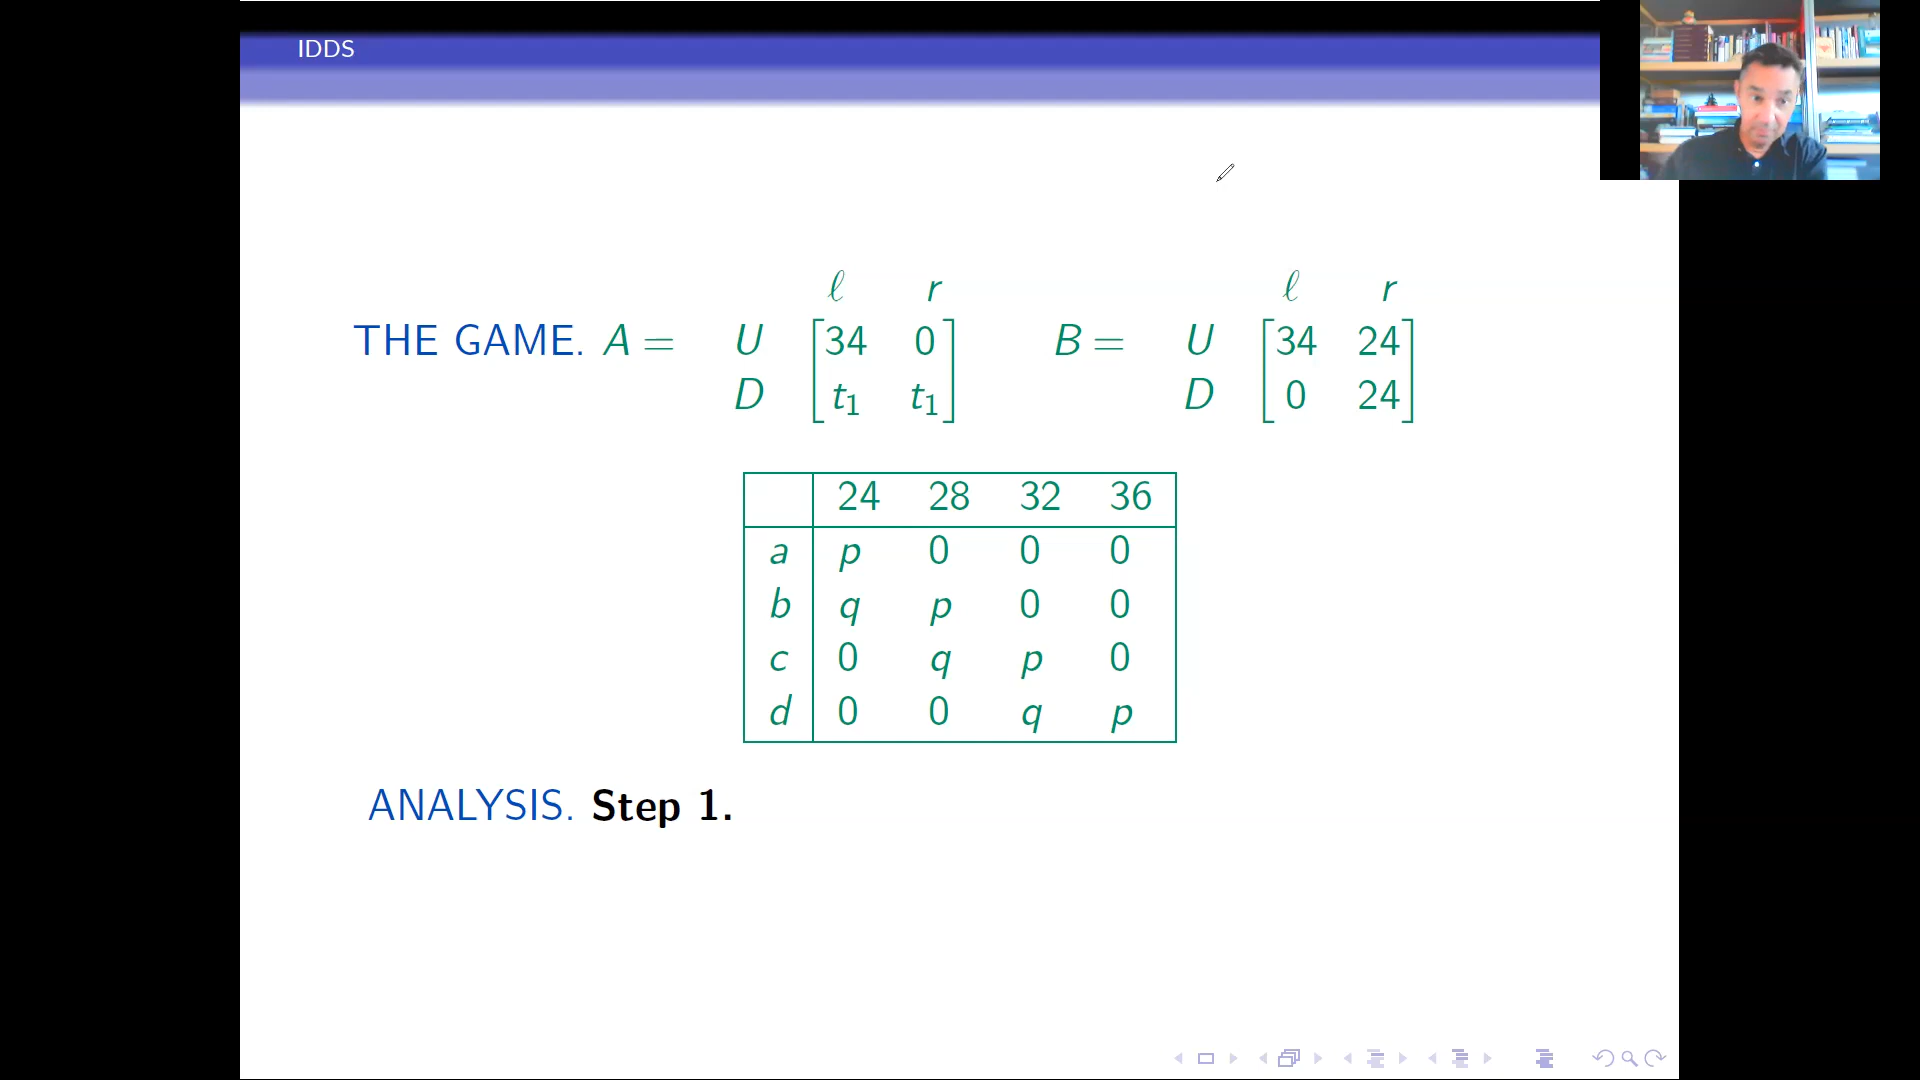 IDDS
ℓ r ℓ r
THE GAME. A = U [34 0] B = U [34 24]
D [t₁ t₁] D [0 24]
24 28 32 36
a p 0 0 0
b q p 0 0
c 0 q p 0
d 0 0 q p
ANALYSIS. Step 1.